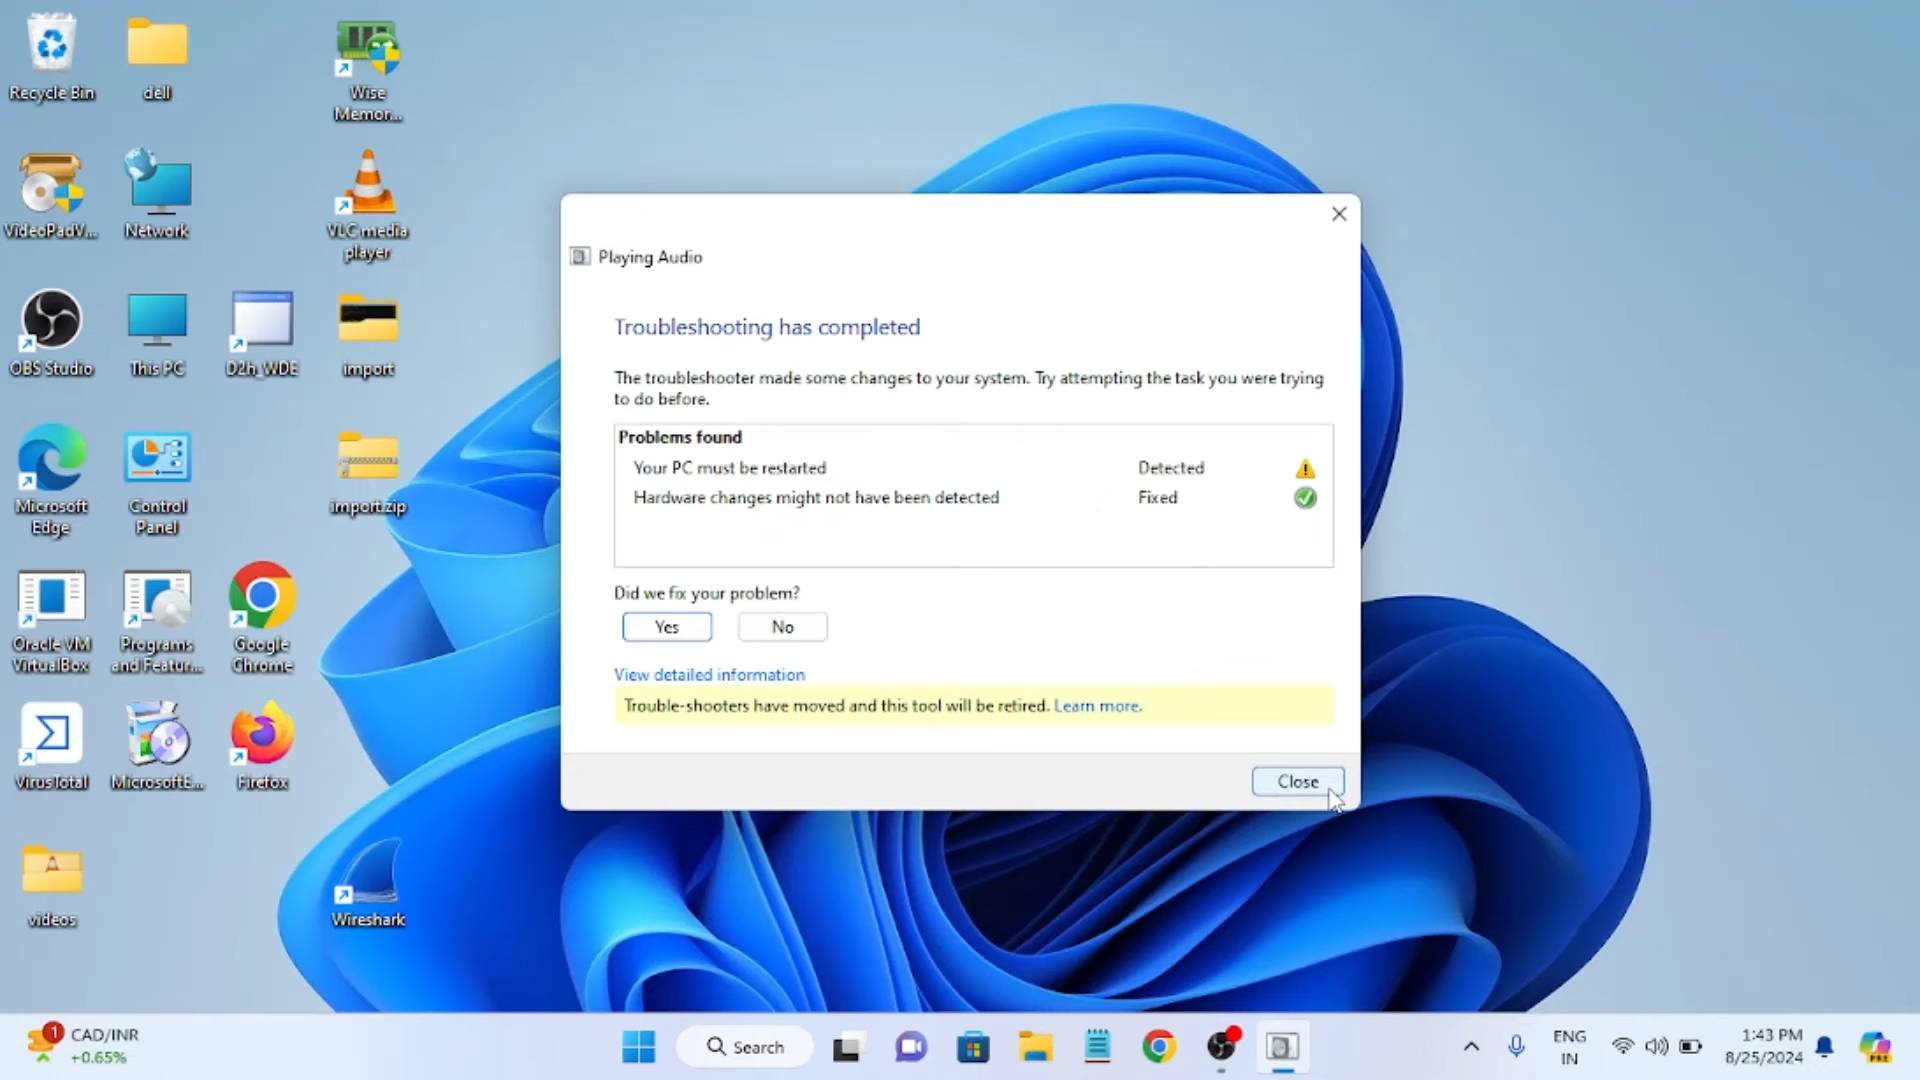 Recycle Bin
dell
Wise
Memor...
VideoPadV...
Network
VLC media
player
OBS Studio
This PC
D2h_WDE
import
Microsoft
Edge
Control
Panel
import.zip
Oracle VM
VirtualBox
Programs
and Featur...
Google
Chrome
VirusTotal
MicrosoftE...
Firefox
videos
Wireshark
Playing Audio
Troubleshooting has completed
The troubleshooter made some changes to your system. Try attempting the task you were trying
to do before.
Problems found
Your PC must be restarted Detected
Hardware changes might not have been detected Fixed
Did we fix your problem?
Yes No
View detailed information
Trouble-shooters have moved and this tool will be retired. Learn more.
Close
1
CAD/INR
+0.65%
Search
ENG
IN
1:43 PM
8/25/2024
PRE